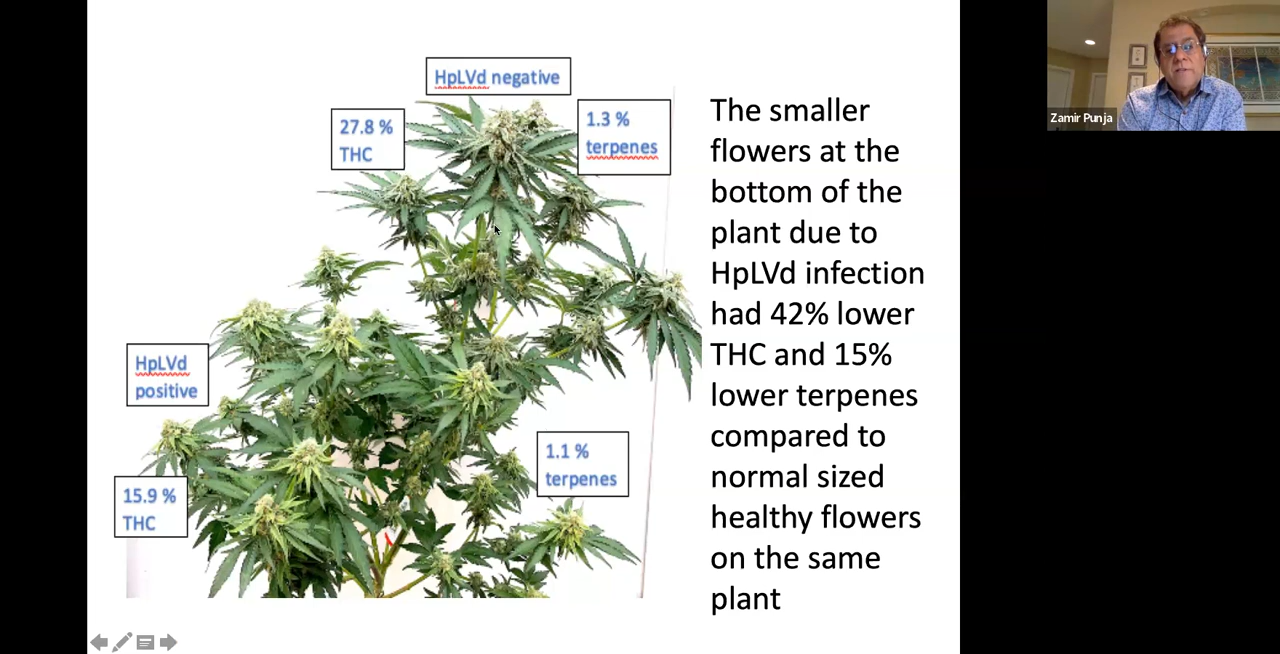 HpLVd negative
27.8 %
THC
1.3 %
terpenes
HpLVd
positive
15.9 %
THC
1.1 %
terpenes
The smaller
flowers at the
bottom of the
plant due to
HpLVd infection
had 42% lower
THC and 15%
lower terpenes
compared to
normal sized
healthy flowers
on the same
plant
Zamir Punja